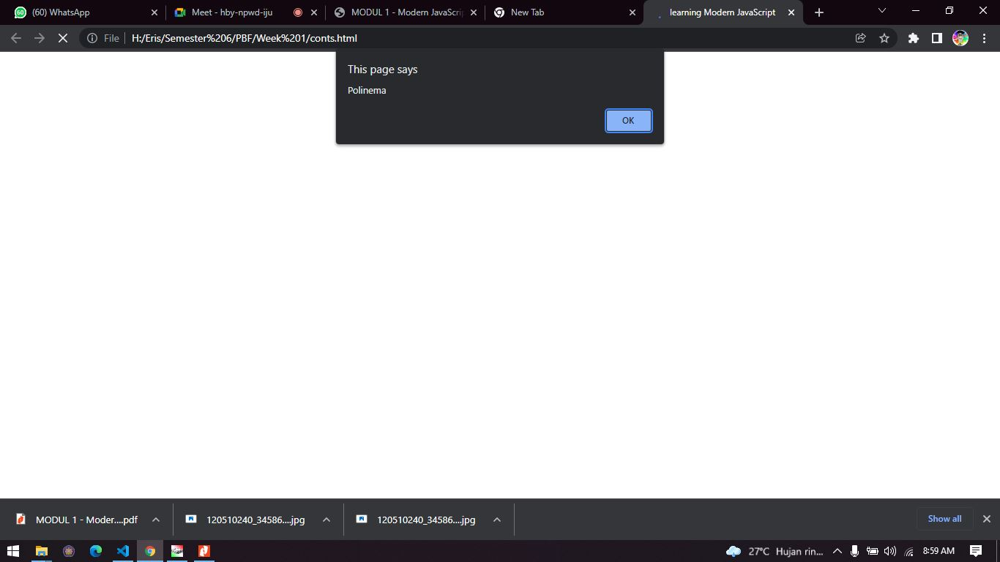 60
(60) WhatsApp
Meet - hby-npwd-iju
MODUL 1 - Modern JavaScri
New Tab
learning Modern JavaScript
File
H:/Eris/Semester%206/PBF/Week%201/conts.html
This page says
Polinema
OK
MODUL 1 - Moder....pdf
120510240_34586....jpg
120510240_34586....jpg
Show all
27°C Hujan rin...
8:59 AM